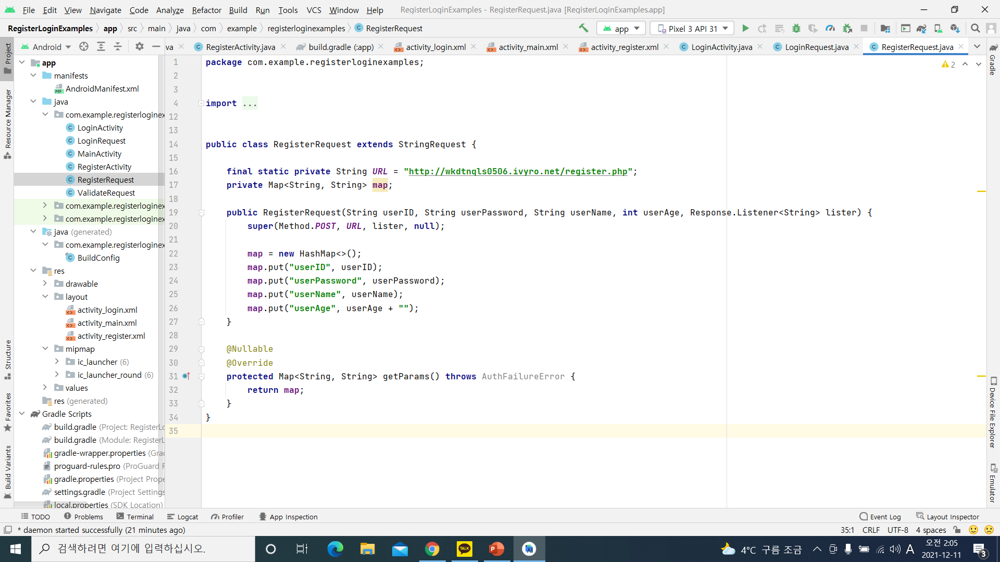 File Edit View Navigate Code Analyze Refactor Build Run Tools VCS Window Help RegisterLoginExamples - RegisterRequest.java [RegisterLoginExamples.app]
RegisterLoginExamples app src main java com example registerloginexamples RegisterRequest app Pixel 3 API 31
Android va RegisterActivity.java build.gradle (:app) activity_login.xml activity_main.xml activity_register.xml LoginActivity.java LoginRequest.java RegisterRequest.java
Project
Resource Manager
Structure
Favorites
Build Variants
app
manifests
AndroidManifest.xml
java
com.example.registerloginex
LoginActivity
LoginRequest
MainActivity
RegisterActivity
RegisterRequest
ValidateRequest
com.example.registerloginex
com.example.registerloginex
java (generated)
com.example.registerloginex
BuildConfig
res
drawable
layout
activity_login.xml
activity_main.xml
activity_register.xml
mipmap
ic_launcher (6)
ic_launcher_round (6)
values
res (generated)
Gradle Scripts
build.gradle (Project: RegisterLo
build.gradle (Module: RegisterL
gradle-wrapper.properties (Grad
proguard-rules.pro (ProGuard R
gradle.properties (Project Prope
settings.gradle (Project Settings
local.properties (SDK Location)
1 package com.example.registerloginexamples;
2
3
4 import ...
12
13
14 public class RegisterRequest extends StringRequest {
15
16 final static private String URL = "http://wkdtnqls0506.ivyro.net/register.php";
17 private Map<String, String> map;
18
19 public RegisterRequest(String userID, String userPassword, String userName, int userAge, Response.Listener<String> lister) {
20 super(Method.POST, URL, lister, null);
21
22 map = new HashMap<>();
23 map.put("userID", userID);
24 map.put("userPassword", userPassword);
25 map.put("userName", userName);
26 map.put("userAge", userAge + "");
27 }
28
29 @Nullable
30 @Override
31 protected Map<String, String> getParams() throws AuthFailureError {
32 return map;
33 }
34 }
35
2
Gradle
Device File Explorer
Emulator
TODO Problems Terminal Logcat Profiler App Inspection Event Log Layout Inspector
* daemon started successfully (21 minutes ago) 35:1 CRLF UTF-8 4 spaces
검색하려면 여기에 입력하십시오. TALK 4°C 구름 조금 A 오전 2:05
2021-12-11 3